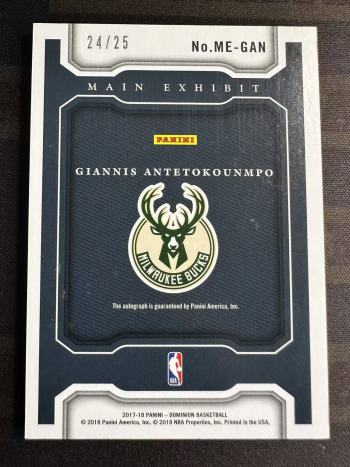 24/25
No.ME-GAN
MAIN EXHIBIT
PANINI
GIANNIS ANTETOKOUNMPO
MILWAUKEE BUCKS
The autograph is guaranteed by Panini America, Inc.
NBA
2017-18 PANINI – DOMINION BASKETBALL
© 2018 Panini America, Inc. © 2018 NBA Properties, Inc. Printed in the USA.